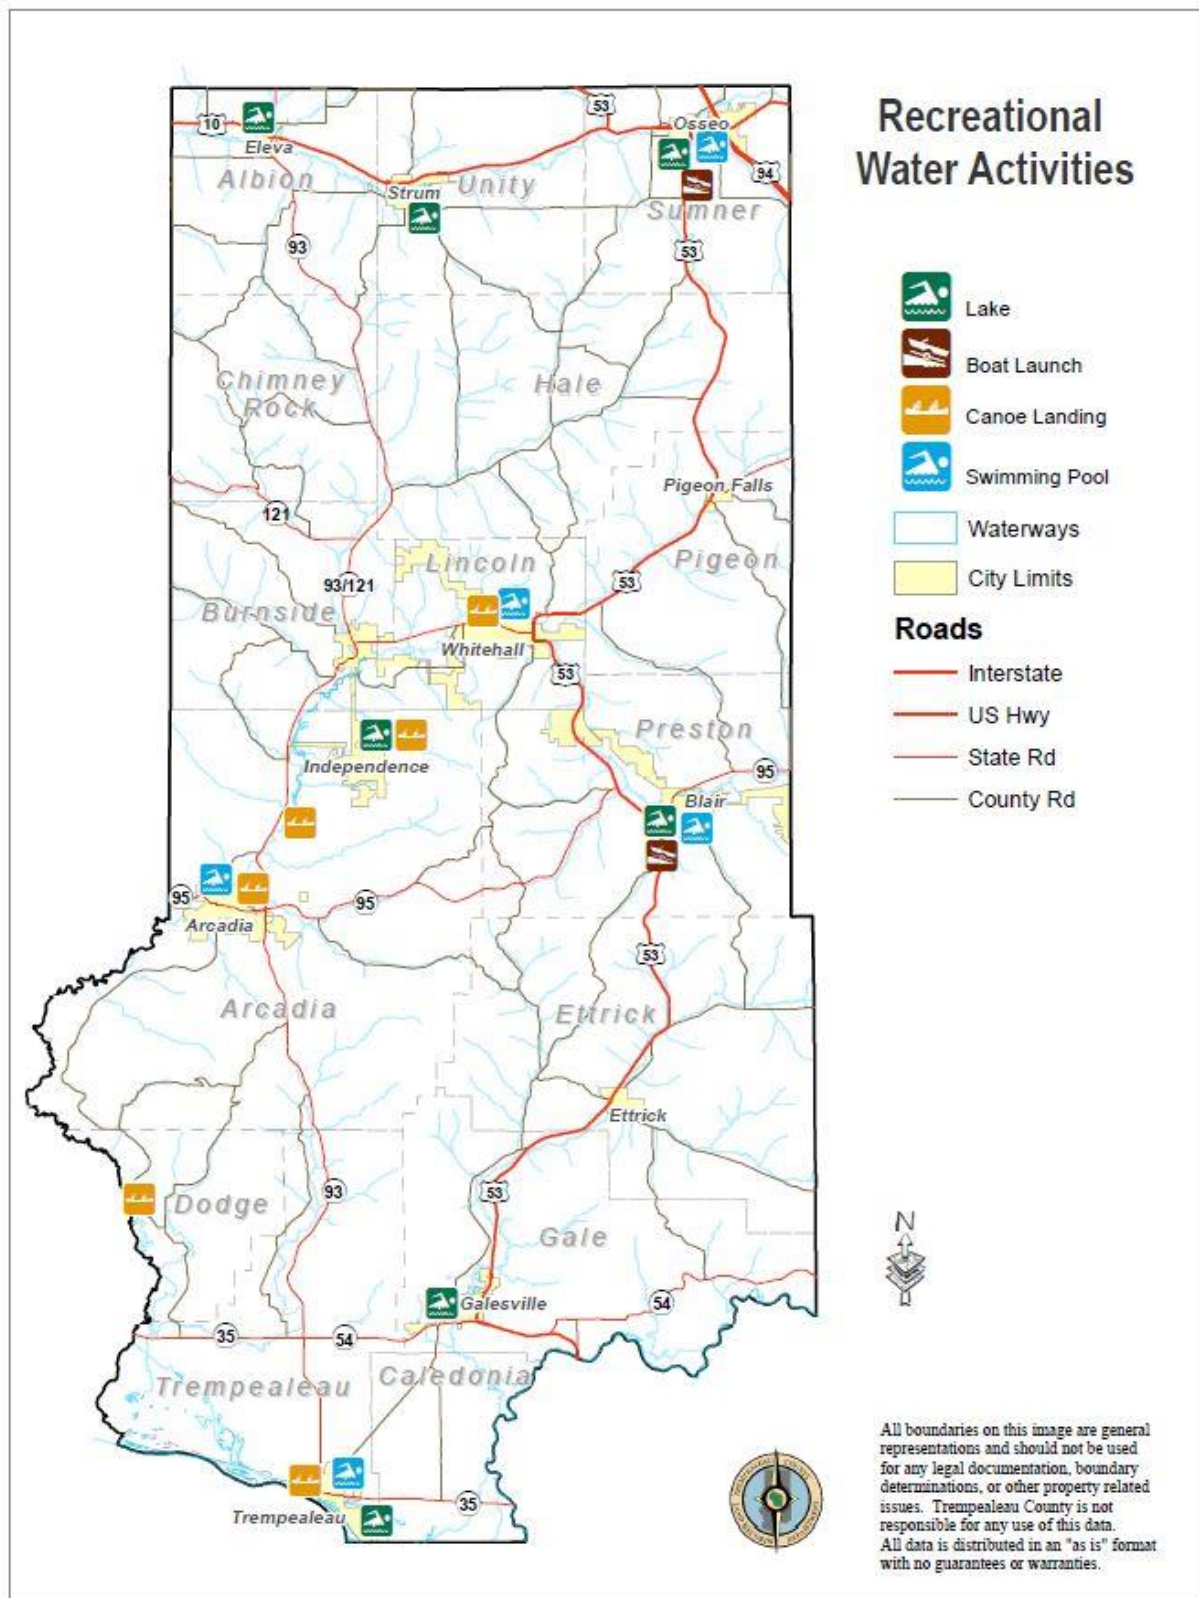 Recreational
Water Activities
Lake
Boat Launch
Canoe Landing
Swimming Pool
Waterways
City Limits
Roads
Interstate
US Hwy
State Rd
County Rd
53
10
Osseo
Eleva
94
Albion
Unity
Strum
Sumner
93
53
Chimney
Rock
Hale
Pigeon Falls
121
Lincoln
Pigeon
93/121
53
Burnside
Whitehall
53
Preston
Independence
95
Blair
95
95
Arcadia
53
Arcadia
Ettrick
Ettrick
93
53
Dodge
Gale
N
Galesville
54
35
54
Caledonia
Trempealeau
35
Trempealeau
All boundaries on this image are general
representations and should not be used
for any legal documentation, boundary
determinations, or other property related
issues. Trempealeau County is not
responsible for any use of this data.
All data is distributed in an "as is" format
with no guarantees or warranties.